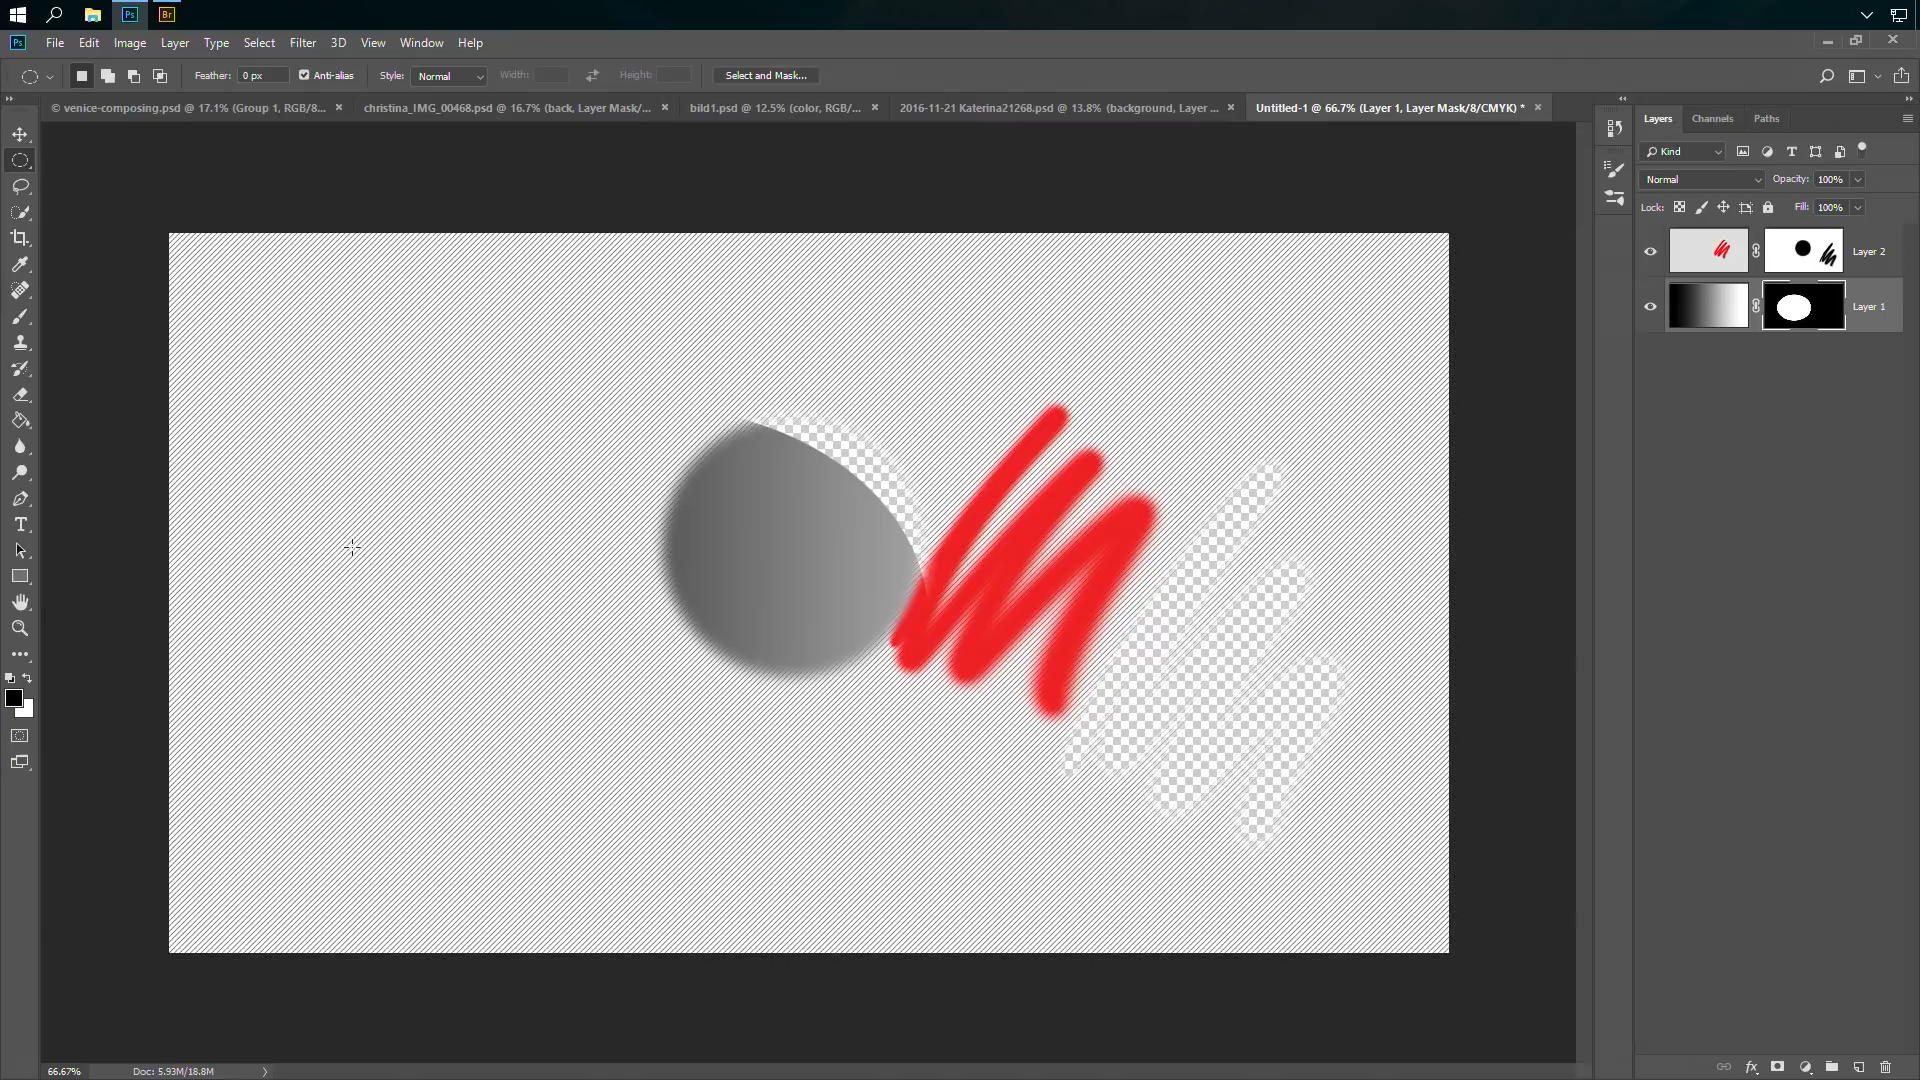 Ps Br
Ps File Edit Image Layer Type Select Filter 3D View Window Help
Feather: 0 px Anti-alias Style: Normal Width: Height: Select and Mask...
© venice-composing.psd @ 17.1% (Group 1, RGB/8... × christina_IMG_00468.psd @ 16.7% (back, Layer Mask/... × bild1.psd @ 12.5% (color, RGB/... × 2016-11-21 Katerina21268.psd @ 13.8% (background, Layer ... × Untitled-1 @ 66.7% (Layer 1, Layer Mask/8/CMYK) * ×
Layers Channels Paths
Kind
Normal Opacity: 100%
Lock: Fill: 100%
Layer 2
Layer 1
66.67% Doc: 5.93M/18.8M
fx